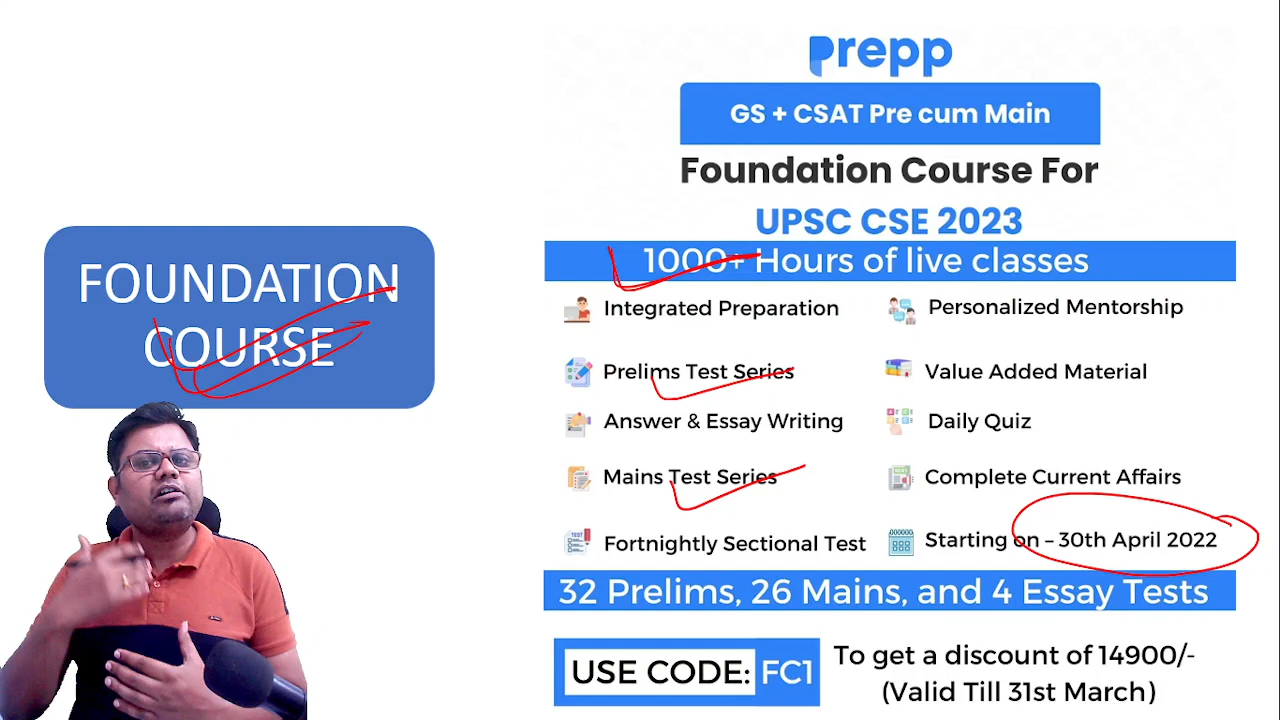 FOUNDATION
COURSE
Prepp
GS + CSAT Pre cum Main
Foundation Course For
UPSC CSE 2023
1000+ Hours of live classes
Integrated Preparation
Personalized Mentorship
Prelims Test Series
Value Added Material
Answer & Essay Writing
Daily Quiz
Mains Test Series
Complete Current Affairs
Fortnightly Sectional Test
Starting on – 30th April 2022
32 Prelims, 26 Mains, and 4 Essay Tests
USE CODE: FC1
To get a discount of 14900/-
(Valid Till 31st March)